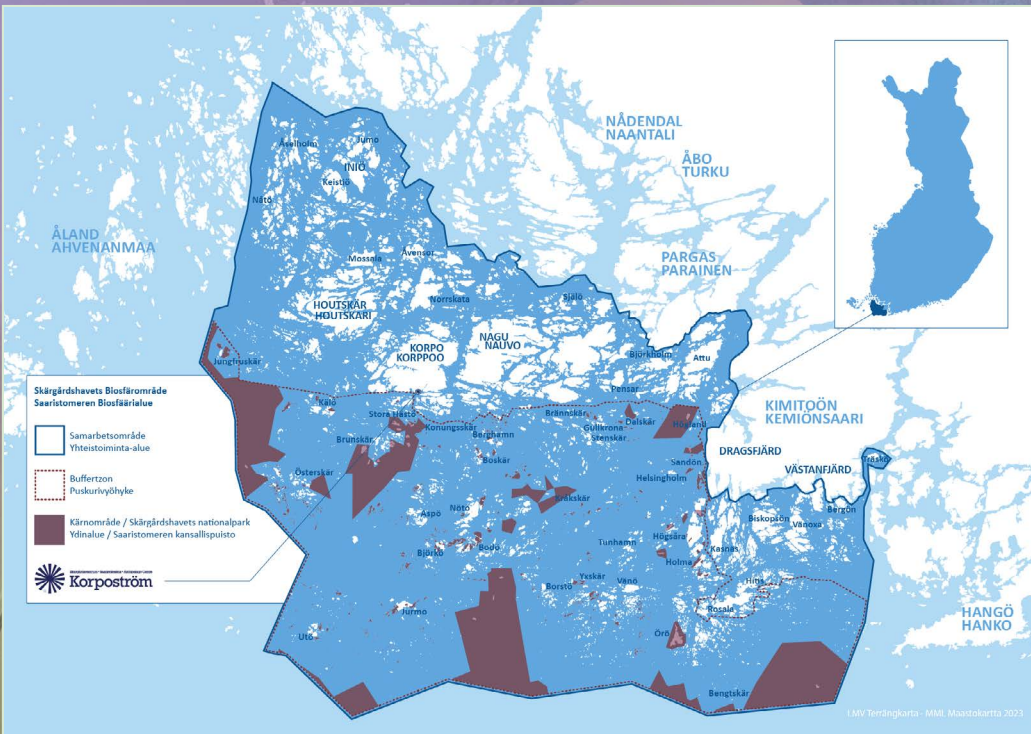 NÅDENDAL
NAANTALI
ÅBO
TURKU
ÅLAND
AHVENANMAA
PARGAS
PARAINEN
KIMITOÖN
KEMIÖNSAARI
HANGÖ
HANKO
Åselholm
Jumo
INIÖ
Keistiö
Nåtö
Mossala
Åvensor
HOUTSKÄR
HOUTSKARI
Norrskata
Själö
NAGU
NAUVO
KORPO
KORPPOO
Björkholm
Attu
Pensar
Jungfruskär
Kälö
Stora Hästö
Konungsskär
Berghamn
Brännskär
Gullkrona
Stenskär
Dalskär
Högland
Brunskär
Boskär
Österskär
DRAGSFJÄRD
VÄSTANFJÄRD
Träskö
Sandön
Helsingholm
Kråkskär
Aspö
Nötö
Björkö
Bodö
Tunhamn
Högsåra
Holma
Kasnäs
Biskopsön
Vänoxa
Bergön
Borstö
Yxskär
Vänö
Hitis
Rosala
Jurmo
Utö
Örö
Bengtskär
Skärgårdshavets Biosfärområde
Saaristomeren Biosfäärialue
Samarbetsområde
Yhteistoiminta-alue
Buffertzon
Puskurivyöhyke
Kärnområde / Skärgårdshavets nationalpark
Ydinalue / Saaristomeren kansallispuisto
Korpoström
LMV Terrängkarta - MML Maastokartta 2023